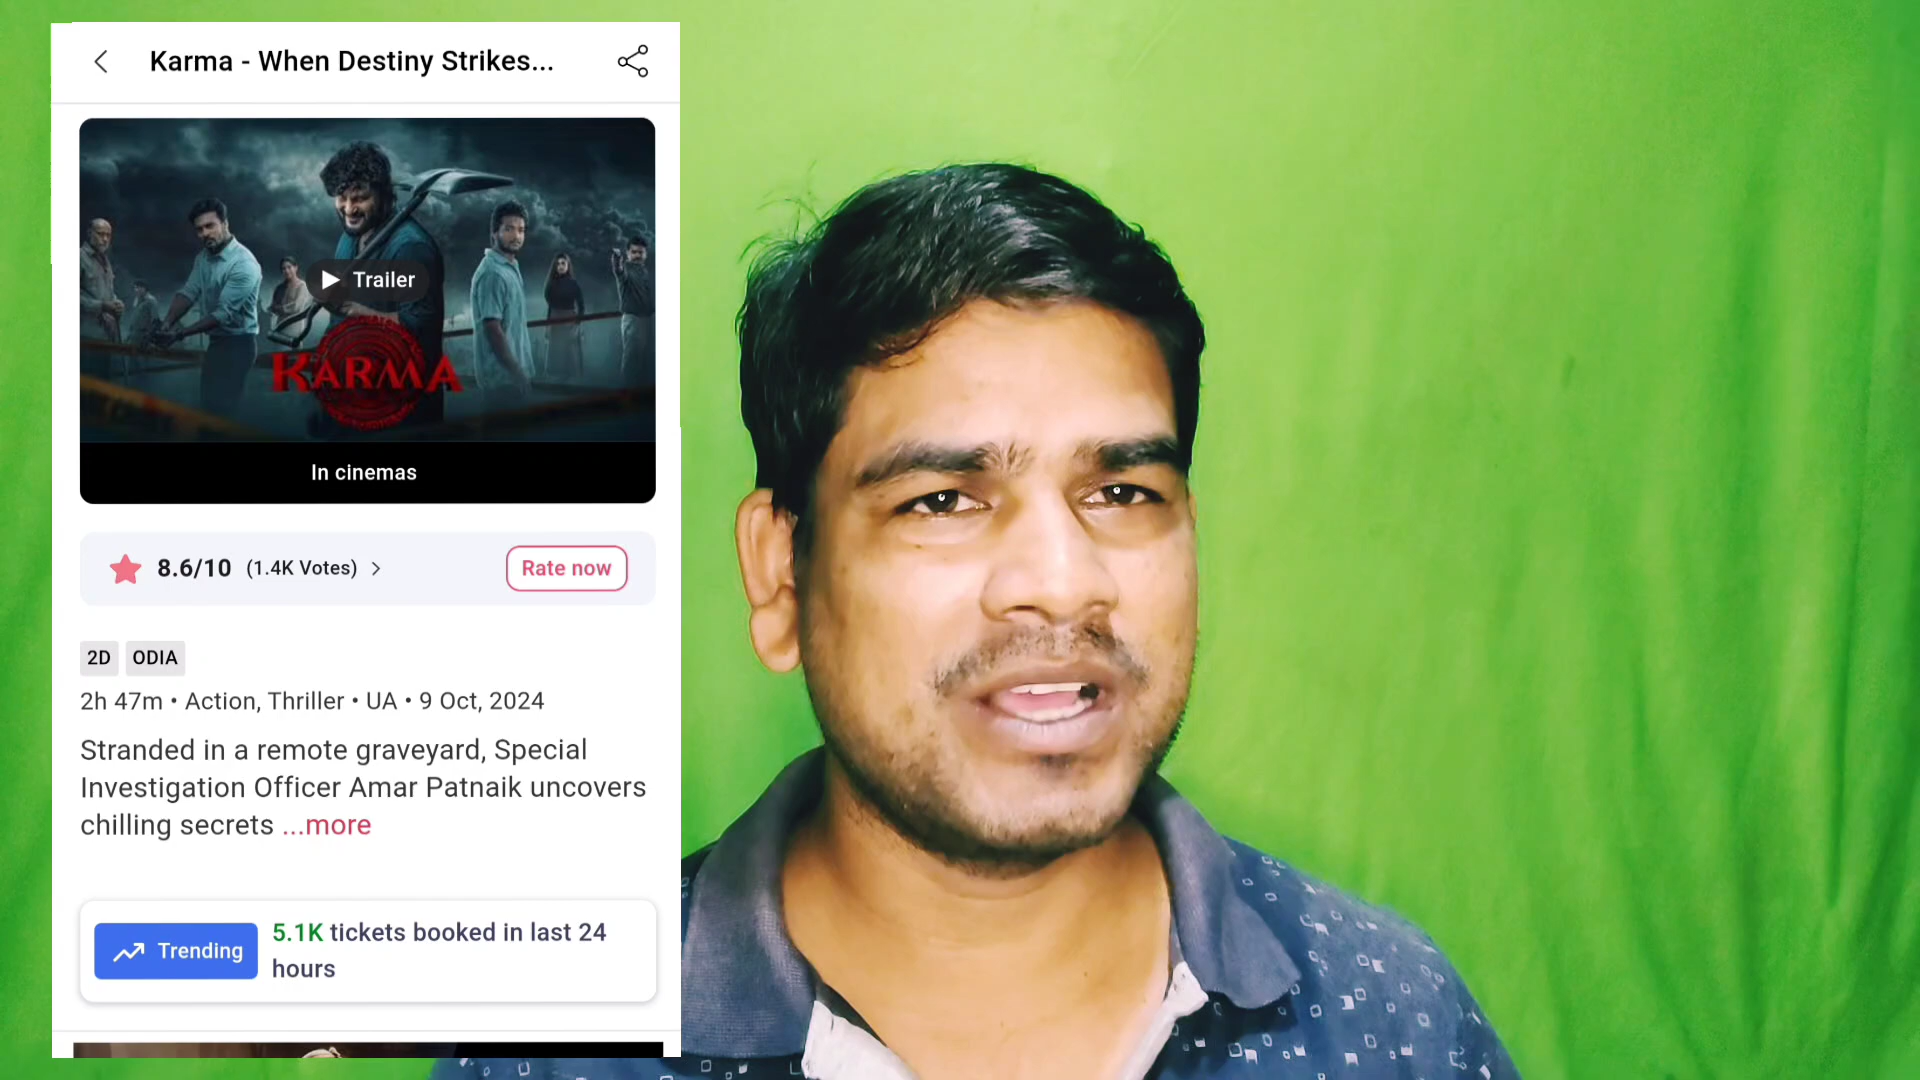 Karma - When Destiny Strikes...
Trailer
KARMA
In cinemas
8.6/10 (1.4K Votes)
Rate now
2D ODIA
2h 47m • Action, Thriller • UA • 9 Oct, 2024
Stranded in a remote graveyard, Special
Investigation Officer Amar Patnaik uncovers
chilling secrets ...more
Trending
5.1K tickets booked in last 24
hours